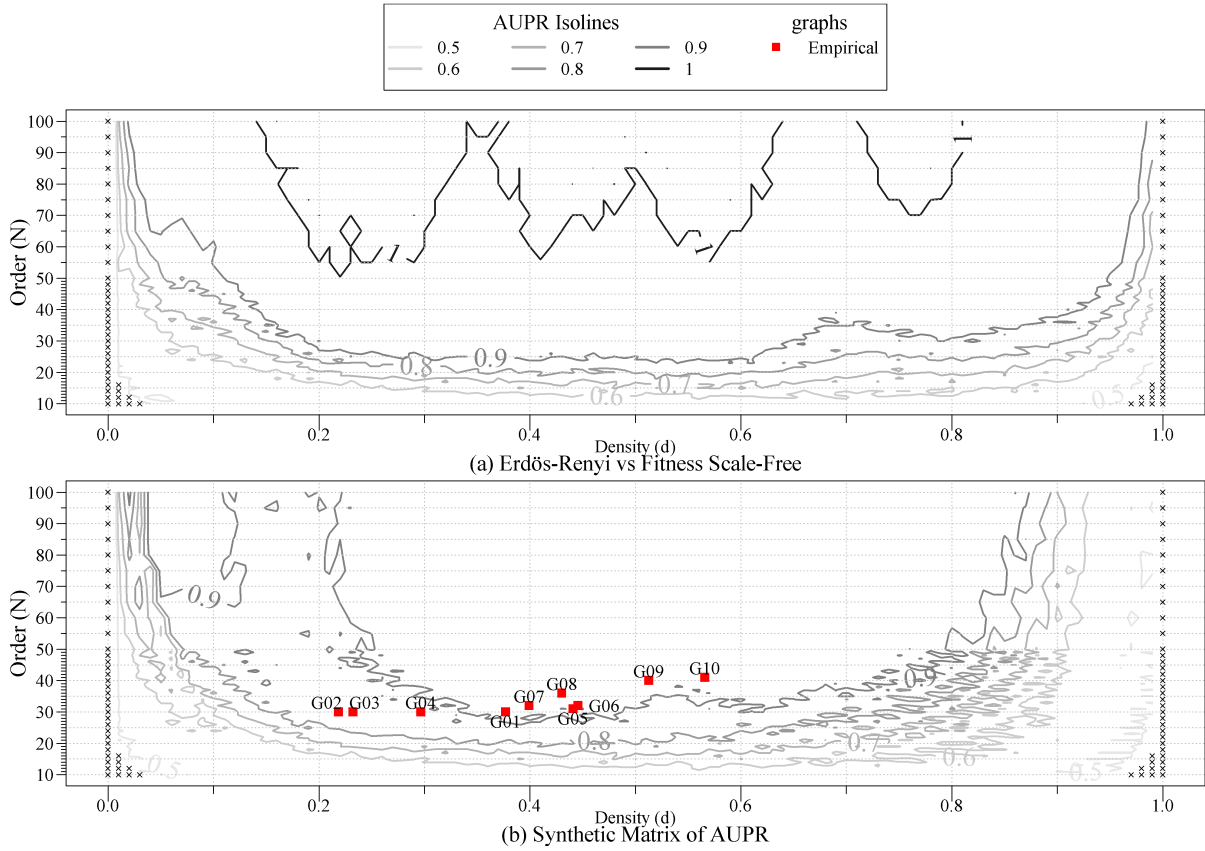 AUPR Isolines graphs
0.5 0.7 0.9 Empirical
0.6 0.8 1
Order (N)
100
90
80
70
60
50
40
30
20
10
1
1
1
0.9
0.8
0.7
0.6
0.5
0.0 0.2 0.4 0.6 0.8 1.0
Density (d)
(a) Erdös-Renyi vs Fitness Scale-Free
Order (N)
100
90
80
70
60
50
40
30
20
10
0.9
G09 G10
G08
0.9
G02 G03 G04 G07 G06
G01 G05
0.8 0.7
0.6
0.5 0.5
0.0 0.2 0.4 0.6 0.8 1.0
Density (d)
(b) Synthetic Matrix of AUPR